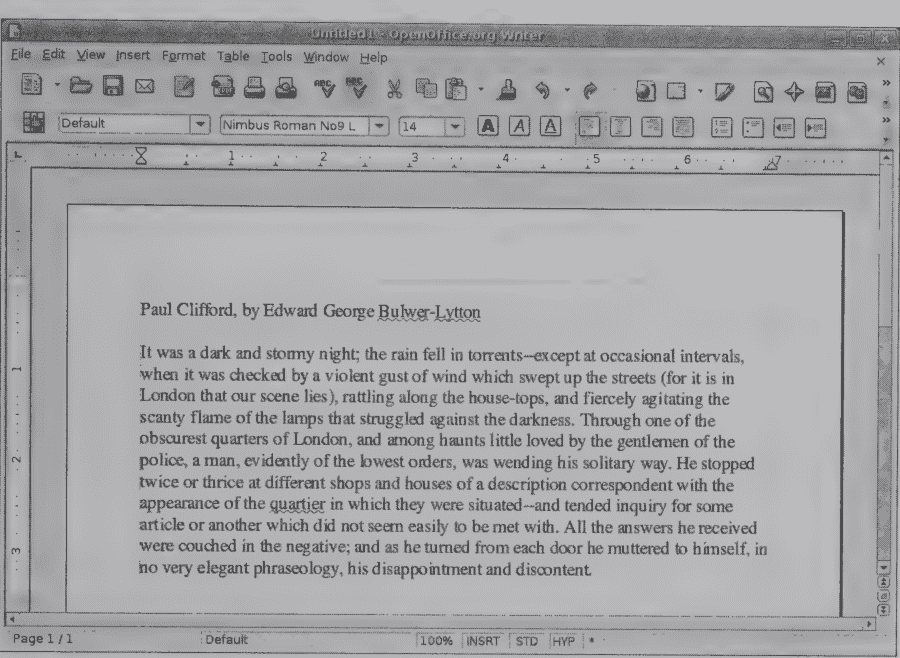 Untitled1 - OpenOffice.org Writer
File Edit View Insert Format Table Tools Window Help
Default Nimbus Roman No9 L 14
1 2 3 4 5 6 7
Paul Clifford, by Edward George Bulwer-Lytton
It was a dark and stormy night; the rain fell in torrents--except at occasional intervals,
when it was checked by a violent gust of wind which swept up the streets (for it is in
London that our scene lies), rattling along the house-tops, and fiercely agitating the
scanty flame of the lamps that struggled against the darkness. Through one of the
obscurest quarters of London, and among haunts little loved by the gentlemen of the
police, a man, evidently of the lowest orders, was wending his solitary way. He stopped
twice or thrice at different shops and houses of a description correspondent with the
appearance of the quartier in which they were situated--and tended inquiry for some
article or another which did not seem easily to be met with. All the answers he received
were couched in the negative; and as he turned from each door he muttered to himself, in
no very elegant phraseology, his disappointment and discontent.
1
2
3
Page 1 / 1 Default 100% INSRT STD HYP *